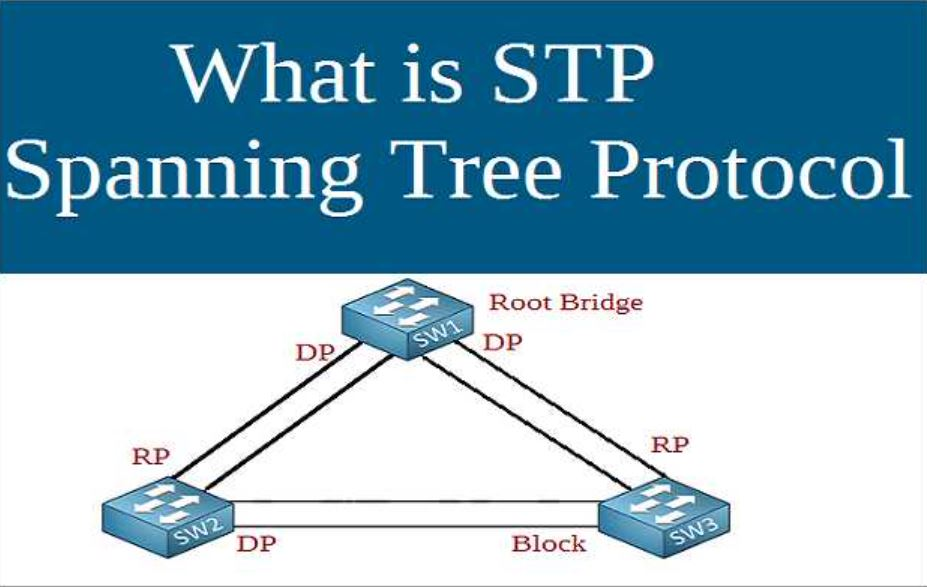 What is STP
Spanning Tree Protocol
Root Bridge
SW1
DP
DP
RP
RP
SW2
SW3
DP
Block